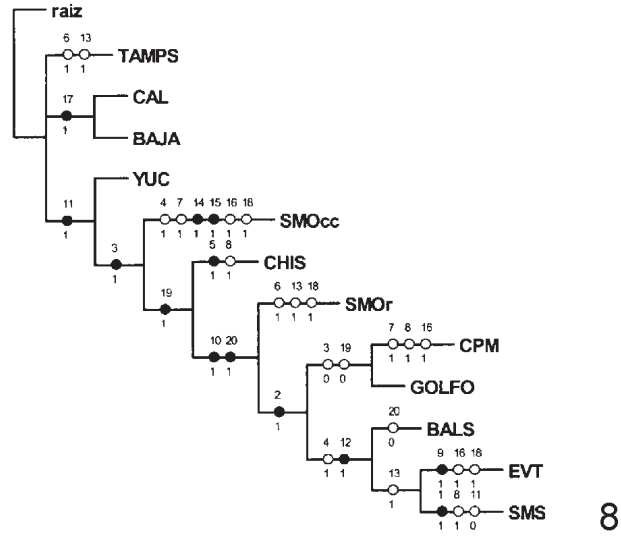 raiz
6 13
TAMPS
1 1
CAL
17
1
BAJA
YUC
11
1
4 7 14 15 16 18
SMOcc
1 1 1 1 1 1
3
1
5 8
CHIS
1 1
19
1
6 13 18
SMOr
1 1 1
10 20
1 1
7 8 16
CPM
1 1 1
3 19
0 0
GOLFO
2
1
20
BALS
0
4 12
1 1
9 16 18
EVT
1 1 1
13
1
1 8 11
SMS
1 1 0
8